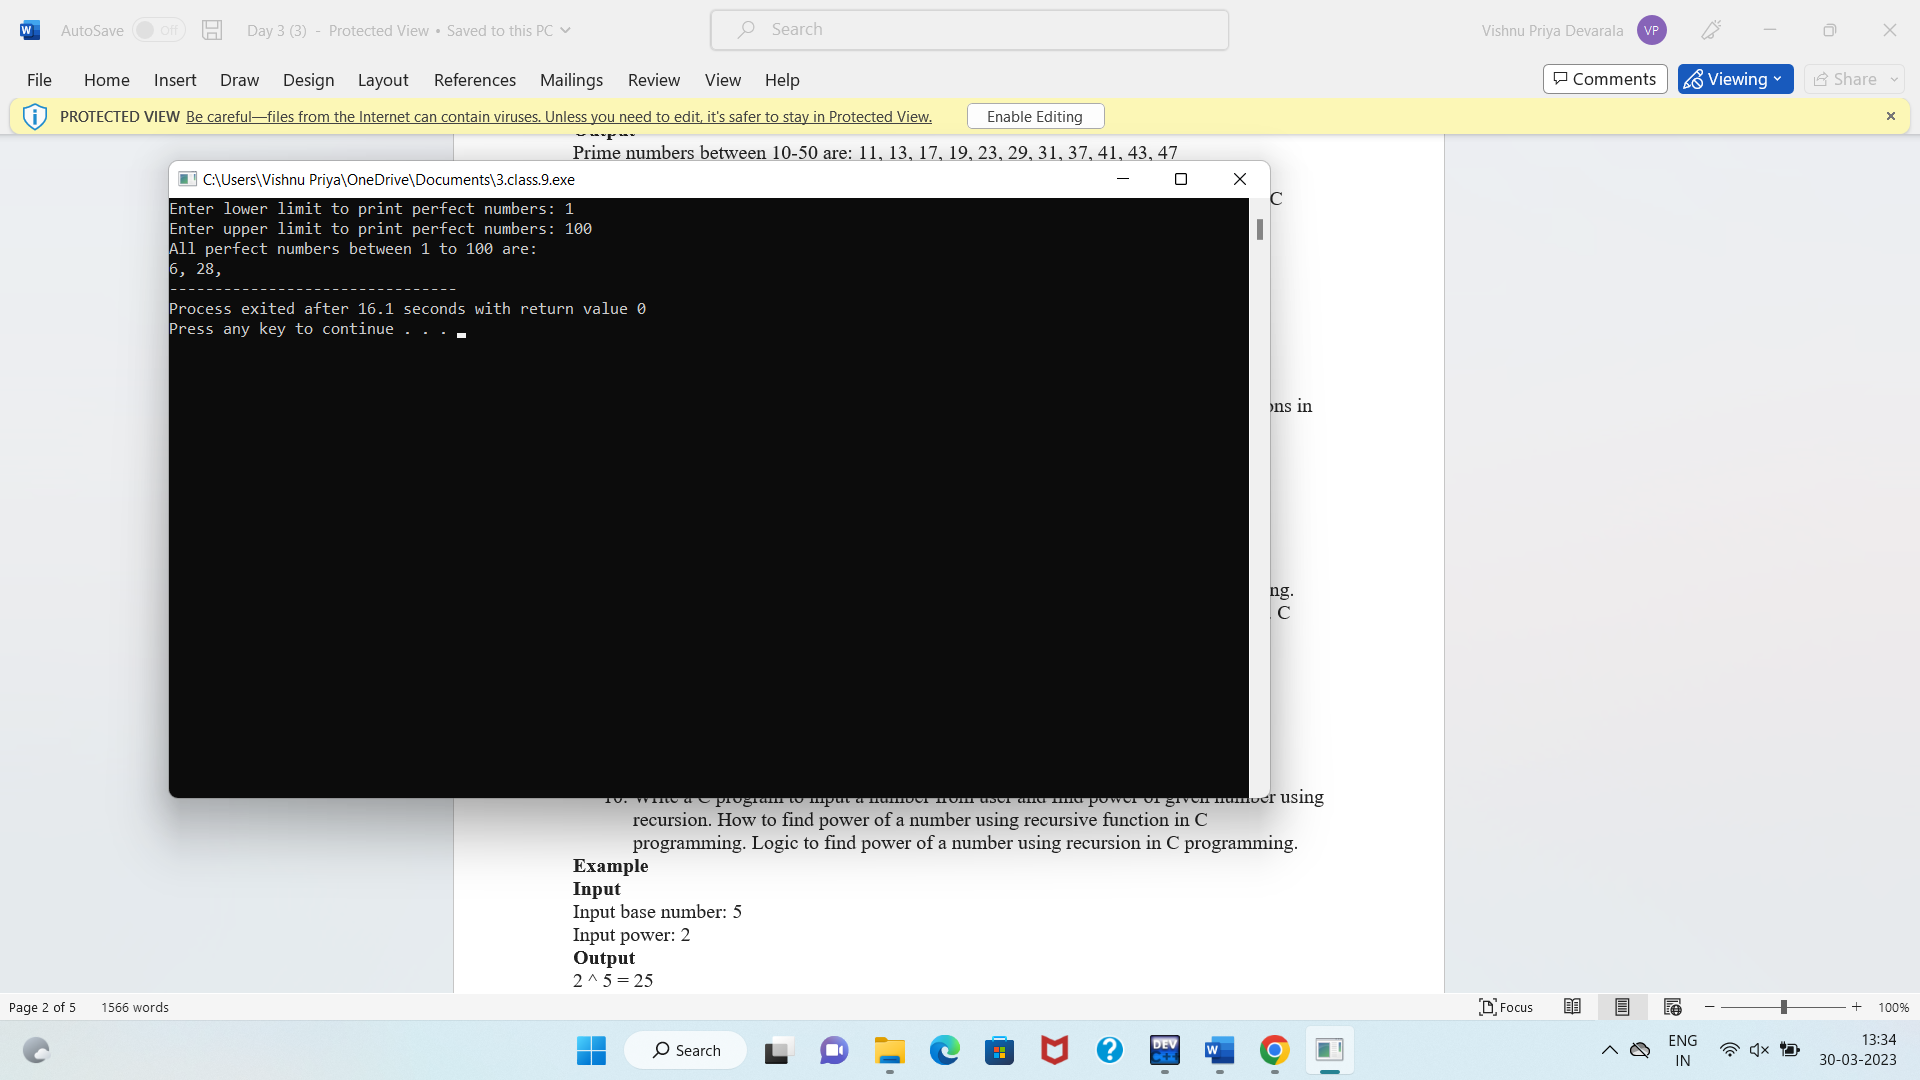 AutoSave
Off
Day 3 (3) - Protected View • Saved to this PC
Search
Vishnu Priya Devarala
VP
File Home Insert Draw Design Layout References Mailings Review View Help
Comments
Viewing
Share
PROTECTED VIEW Be careful—files from the Internet can contain viruses. Unless you need to edit, it's safer to stay in Protected View.
Enable Editing
Output
Prime numbers between 10-50 are: 11, 13, 17, 19, 23, 29, 31, 37, 41, 43, 47
C:\Users\Vishnu Priya\OneDrive\Documents\3.class.9.exe
Enter lower limit to print perfect numbers: 1
Enter upper limit to print perfect numbers: 100
All perfect numbers between 1 to 100 are:
6, 28,
--------------------------------
Process exited after 16.1 seconds with return value 0
Press any key to continue . . .
C
ons in
ng.
C
10. Write a C program to input a number from user and find power of given number using
recursion. How to find power of a number using recursive function in C
programming. Logic to find power of a number using recursion in C programming.
Example
Input
Input base number: 5
Input power: 2
Output
2 ^ 5 = 25
Page 2 of 5 1566 words
Focus
100%
Search
DEV
C++
ENG
IN
13:34
30-03-2023